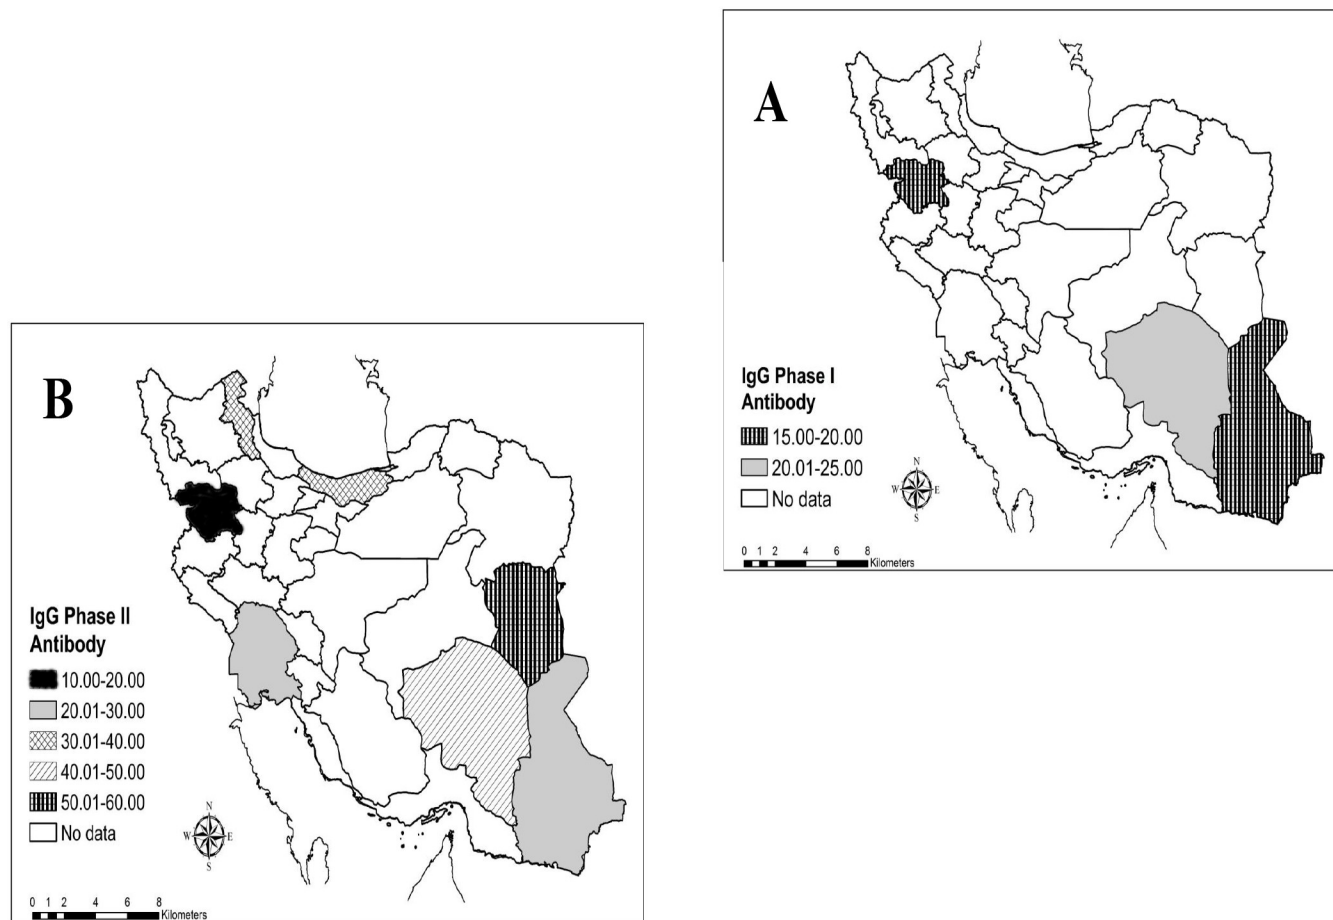 A
IgG Phase I
Antibody
15.00-20.00
20.01-25.00
No data
N
W E
S
0 1 2 4 6 8
Kilometers
B
IgG Phase II
Antibody
10.00-20.00
20.01-30.00
30.01-40.00
40.01-50.00
50.01-60.00
No data
N
W E
S
0 1 2 4 6 8
Kilometers